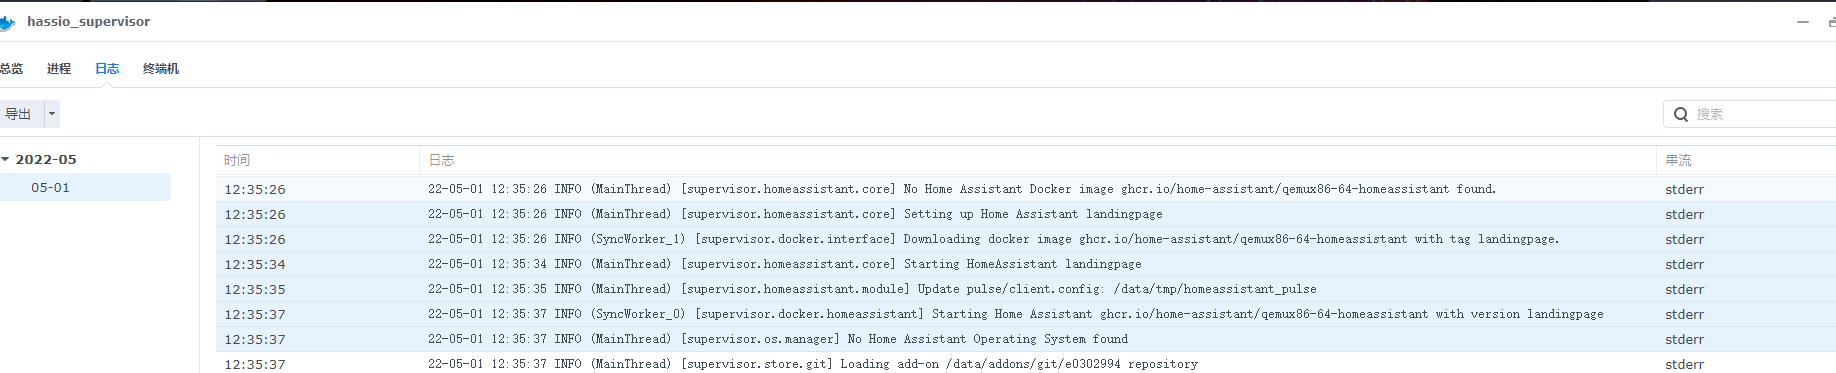 hassio_supervisor
总览 进程 日志 终端机
导出 搜索
2022-05
05-01
时间 日志 串流
12:35:26 22-05-01 12:35:26 INFO (MainThread) [supervisor.homeassistant.core] No Home Assistant Docker image ghcr.io/home-assistant/qemux86-64-homeassistant found. stderr
12:35:26 22-05-01 12:35:26 INFO (MainThread) [supervisor.homeassistant.core] Setting up Home Assistant landingpage stderr
12:35:26 22-05-01 12:35:26 INFO (SyncWorker_1) [supervisor.docker.interface] Downloading docker image ghcr.io/home-assistant/qemux86-64-homeassistant with tag landingpage. stderr
12:35:34 22-05-01 12:35:34 INFO (MainThread) [supervisor.homeassistant.core] Starting HomeAssistant landingpage stderr
12:35:35 22-05-01 12:35:35 INFO (MainThread) [supervisor.homeassistant.module] Update pulse/client.config: /data/tmp/homeassistant_pulse stderr
12:35:37 22-05-01 12:35:37 INFO (SyncWorker_0) [supervisor.docker.homeassistant] Starting Home Assistant ghcr.io/home-assistant/qemux86-64-homeassistant with version landingpage stderr
12:35:37 22-05-01 12:35:37 INFO (MainThread) [supervisor.os.manager] No Home Assistant Operating System found stderr
12:35:37 22-05-01 12:35:37 INFO (MainThread) [supervisor.store.git] Loading add-on /data/addons/git/e0302994 repository stderr